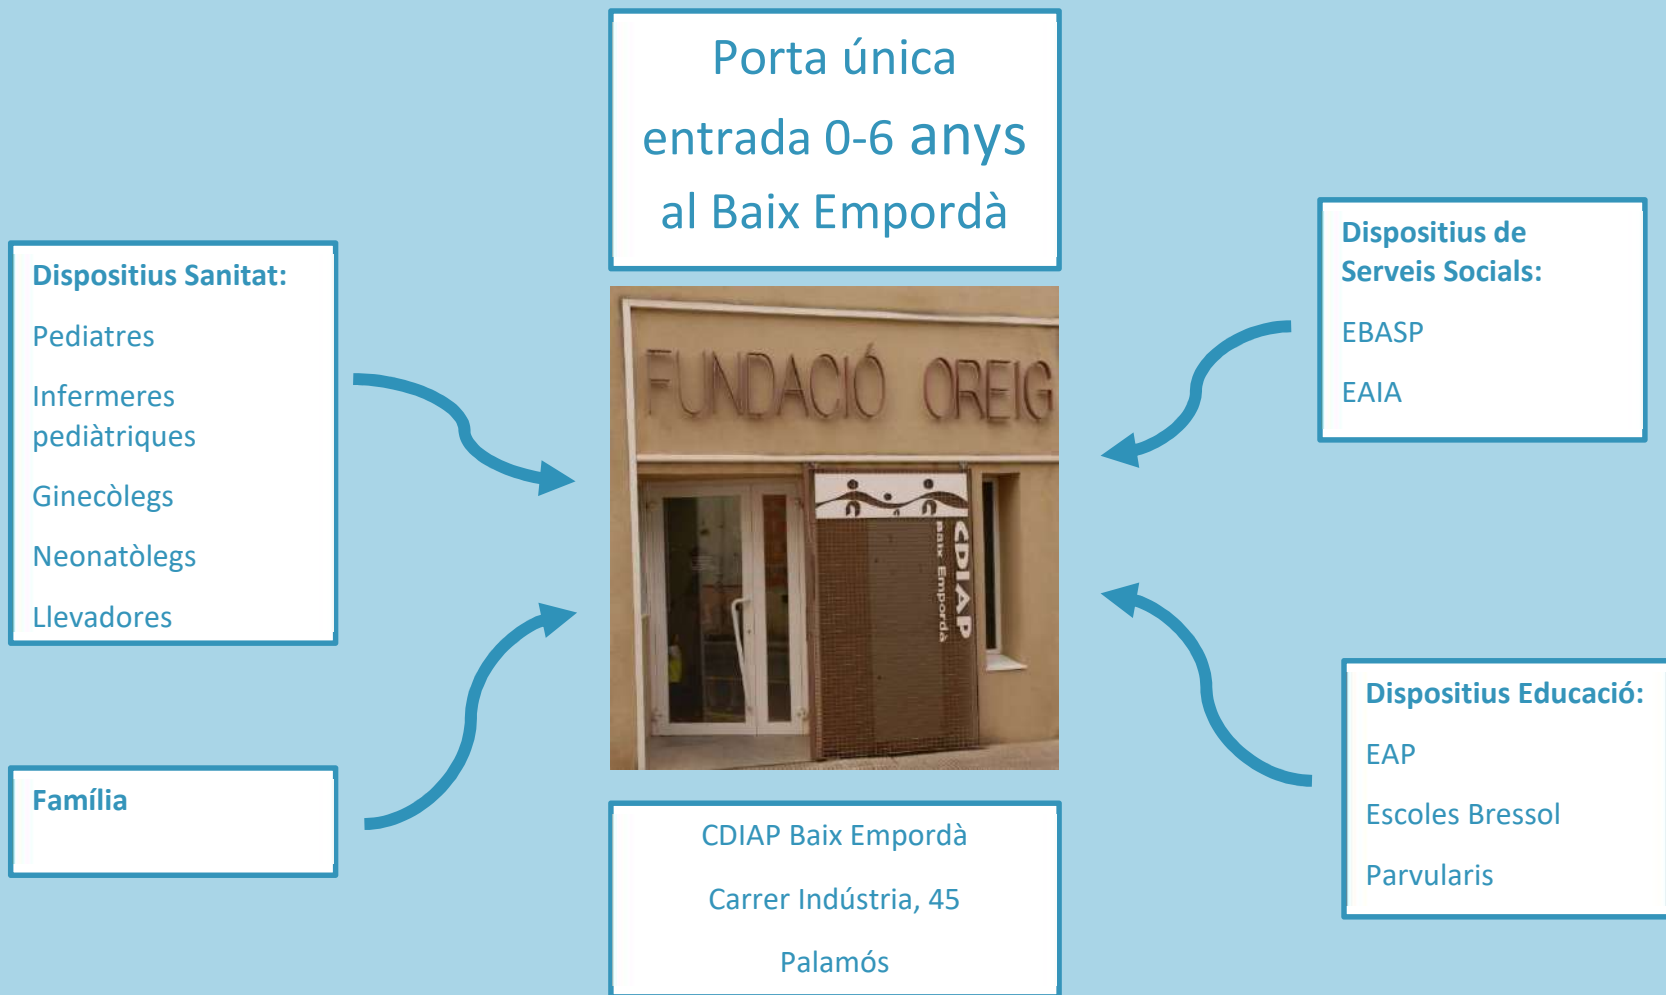 Porta única
entrada 0-6 anys
al Baix Empordà
Dispositius Sanitat:
Pediatres
Infermeres
pediàtriques
Ginecòlegs
Neonatòlegs
Llevadores
Família
FUNDACIÓ OREIG
CDIAP
Baix Empordà
CDIAP Baix Empordà
Carrer Indústria, 45
Palamós
Dispositius de
Serveis Socials:
EBASP
EAIA
Dispositius Educació:
EAP
Escoles Bressol
Parvularis